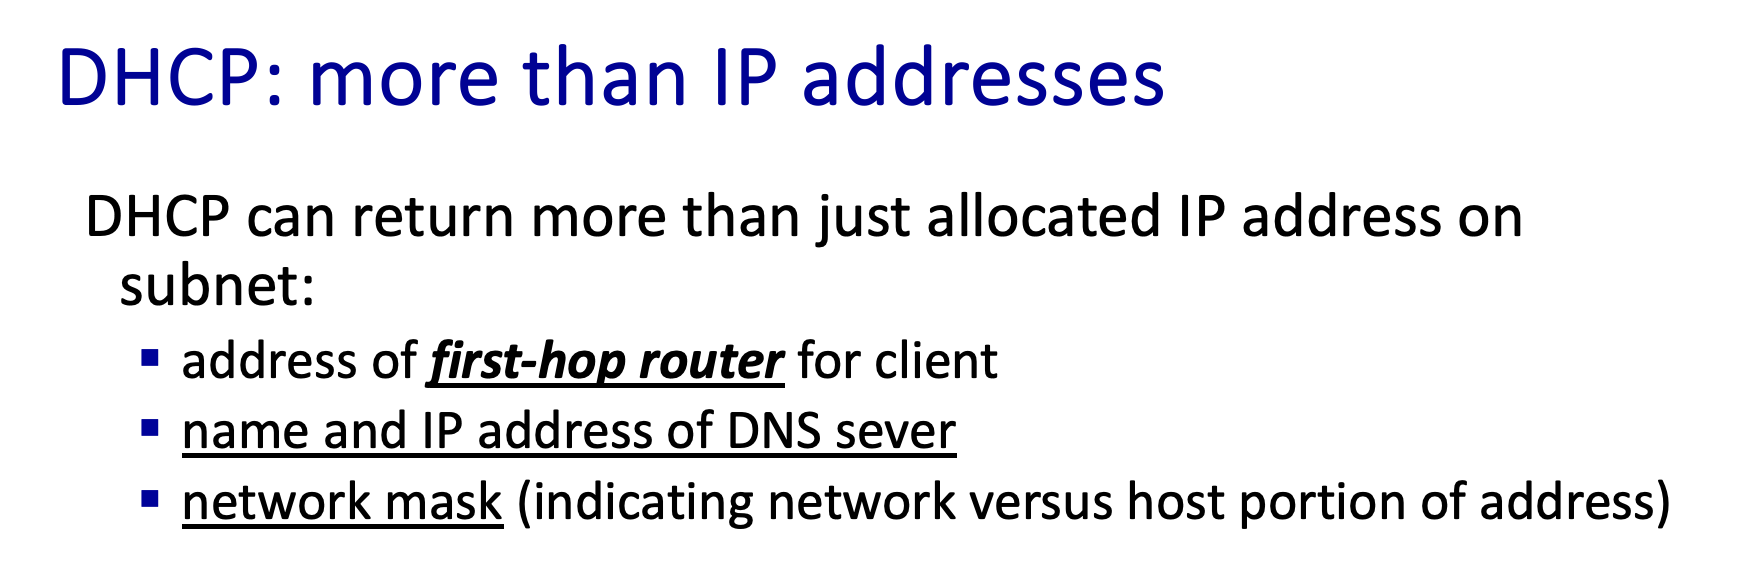 DHCP: more than IP addresses
DHCP can return more than just allocated IP address on
subnet:
▪ address of first-hop router for client
▪ name and IP address of DNS sever
▪ network mask (indicating network versus host portion of address)